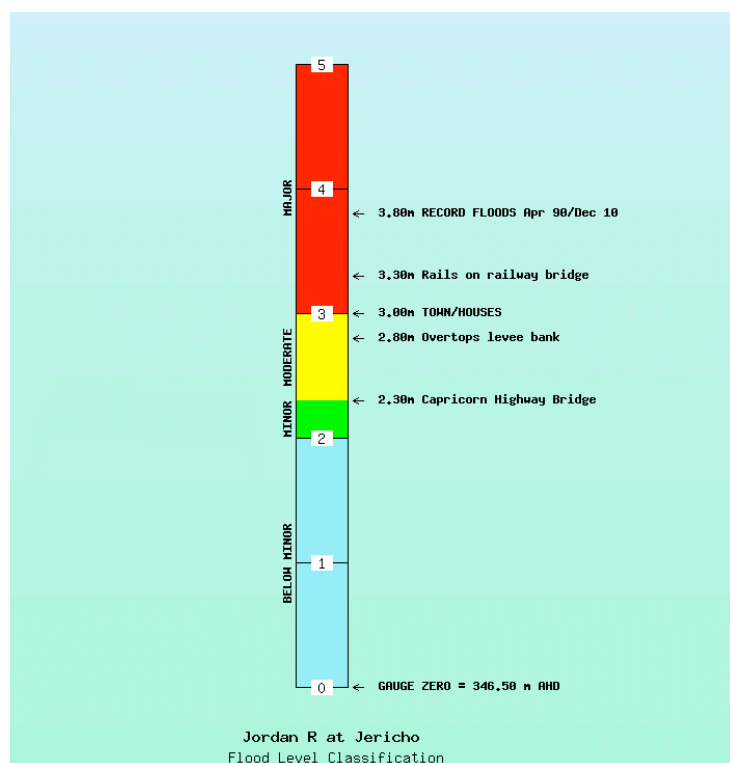 5
4
MAJOR
3.80m RECORD FLOODS Apr 90/Dec 10
3.30m Rails on railway bridge
3
3.00m TOWN/HOUSES
2.80m Overtops levee bank
MODERATE
2.30m Capricorn Highway Bridge
MINOR
2
1
BELOW MINOR
0
GAUGE ZERO = 346.50 m AHD
Jordan R at Jericho
Flood Level Classification